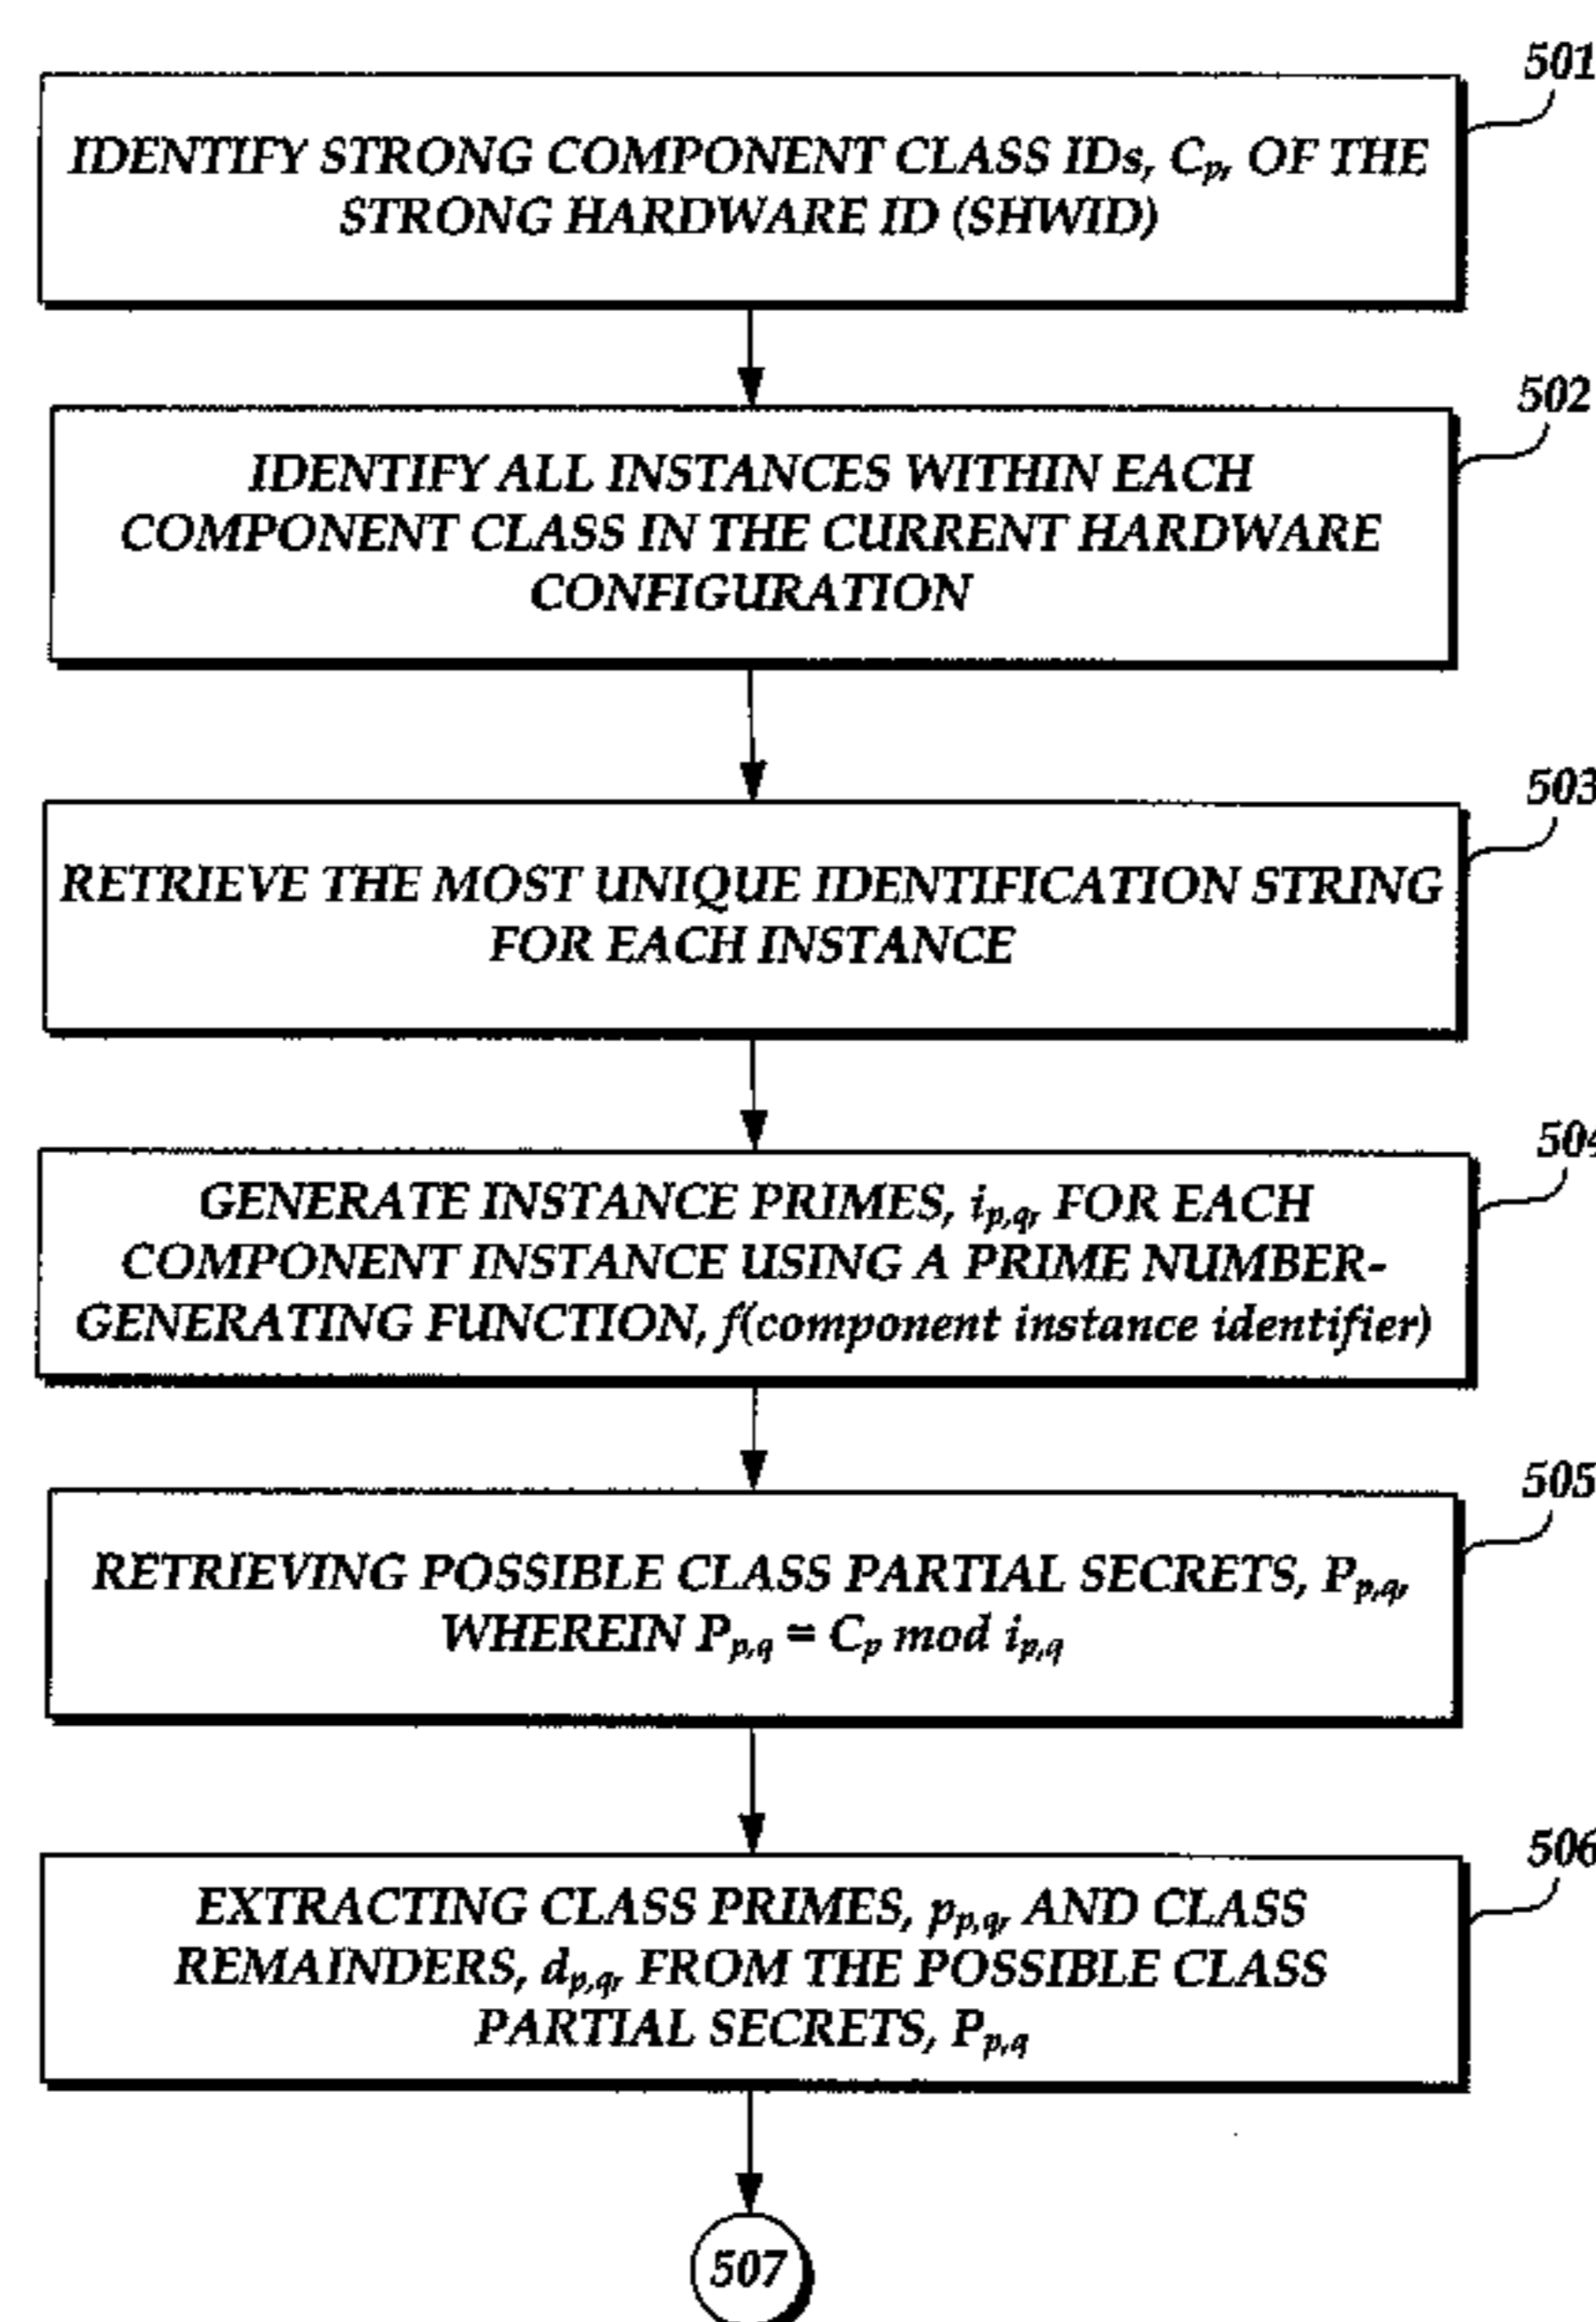 501
IDENTIFY STRONG COMPONENT CLASS IDs, Cp, OF THE
STRONG HARDWARE ID (SHWID)
502
IDENTIFY ALL INSTANCES WITHIN EACH
COMPONENT CLASS IN THE CURRENT HARDWARE
CONFIGURATION
503
RETRIEVE THE MOST UNIQUE IDENTIFICATION STRING
FOR EACH INSTANCE
504
GENERATE INSTANCE PRIMES, ip,q, FOR EACH
COMPONENT INSTANCE USING A PRIME NUMBER-
GENERATING FUNCTION, f(component instance identifier)
505
RETRIEVING POSSIBLE CLASS PARTIAL SECRETS, Pp,q,
WHEREIN Pp,q = Cp mod ip,q
506
EXTRACTING CLASS PRIMES, pp,q, AND CLASS
REMAINDERS, dp,q, FROM THE POSSIBLE CLASS
PARTIAL SECRETS, Pp,q
507